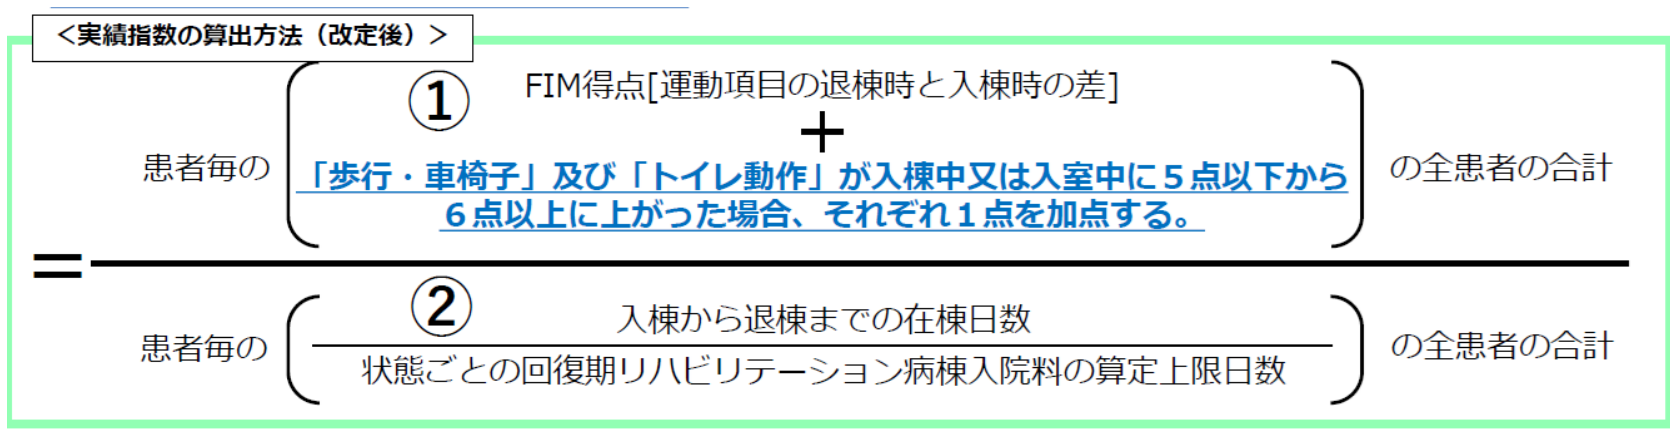 ＜実績指数の算出方法（改定後）＞
①
FIM得点[運動項目の退棟時と入棟時の差]
＋
患者毎の
「歩行・車椅子」及び「トイレ動作」が入棟中又は入室中に５点以下から
６点以上に上がった場合、それぞれ１点を加点する。
の全患者の合計
＝
②
患者毎の
入棟から退棟までの在棟日数
状態ごとの回復期リハビリテーション病棟入院料の算定上限日数
の全患者の合計